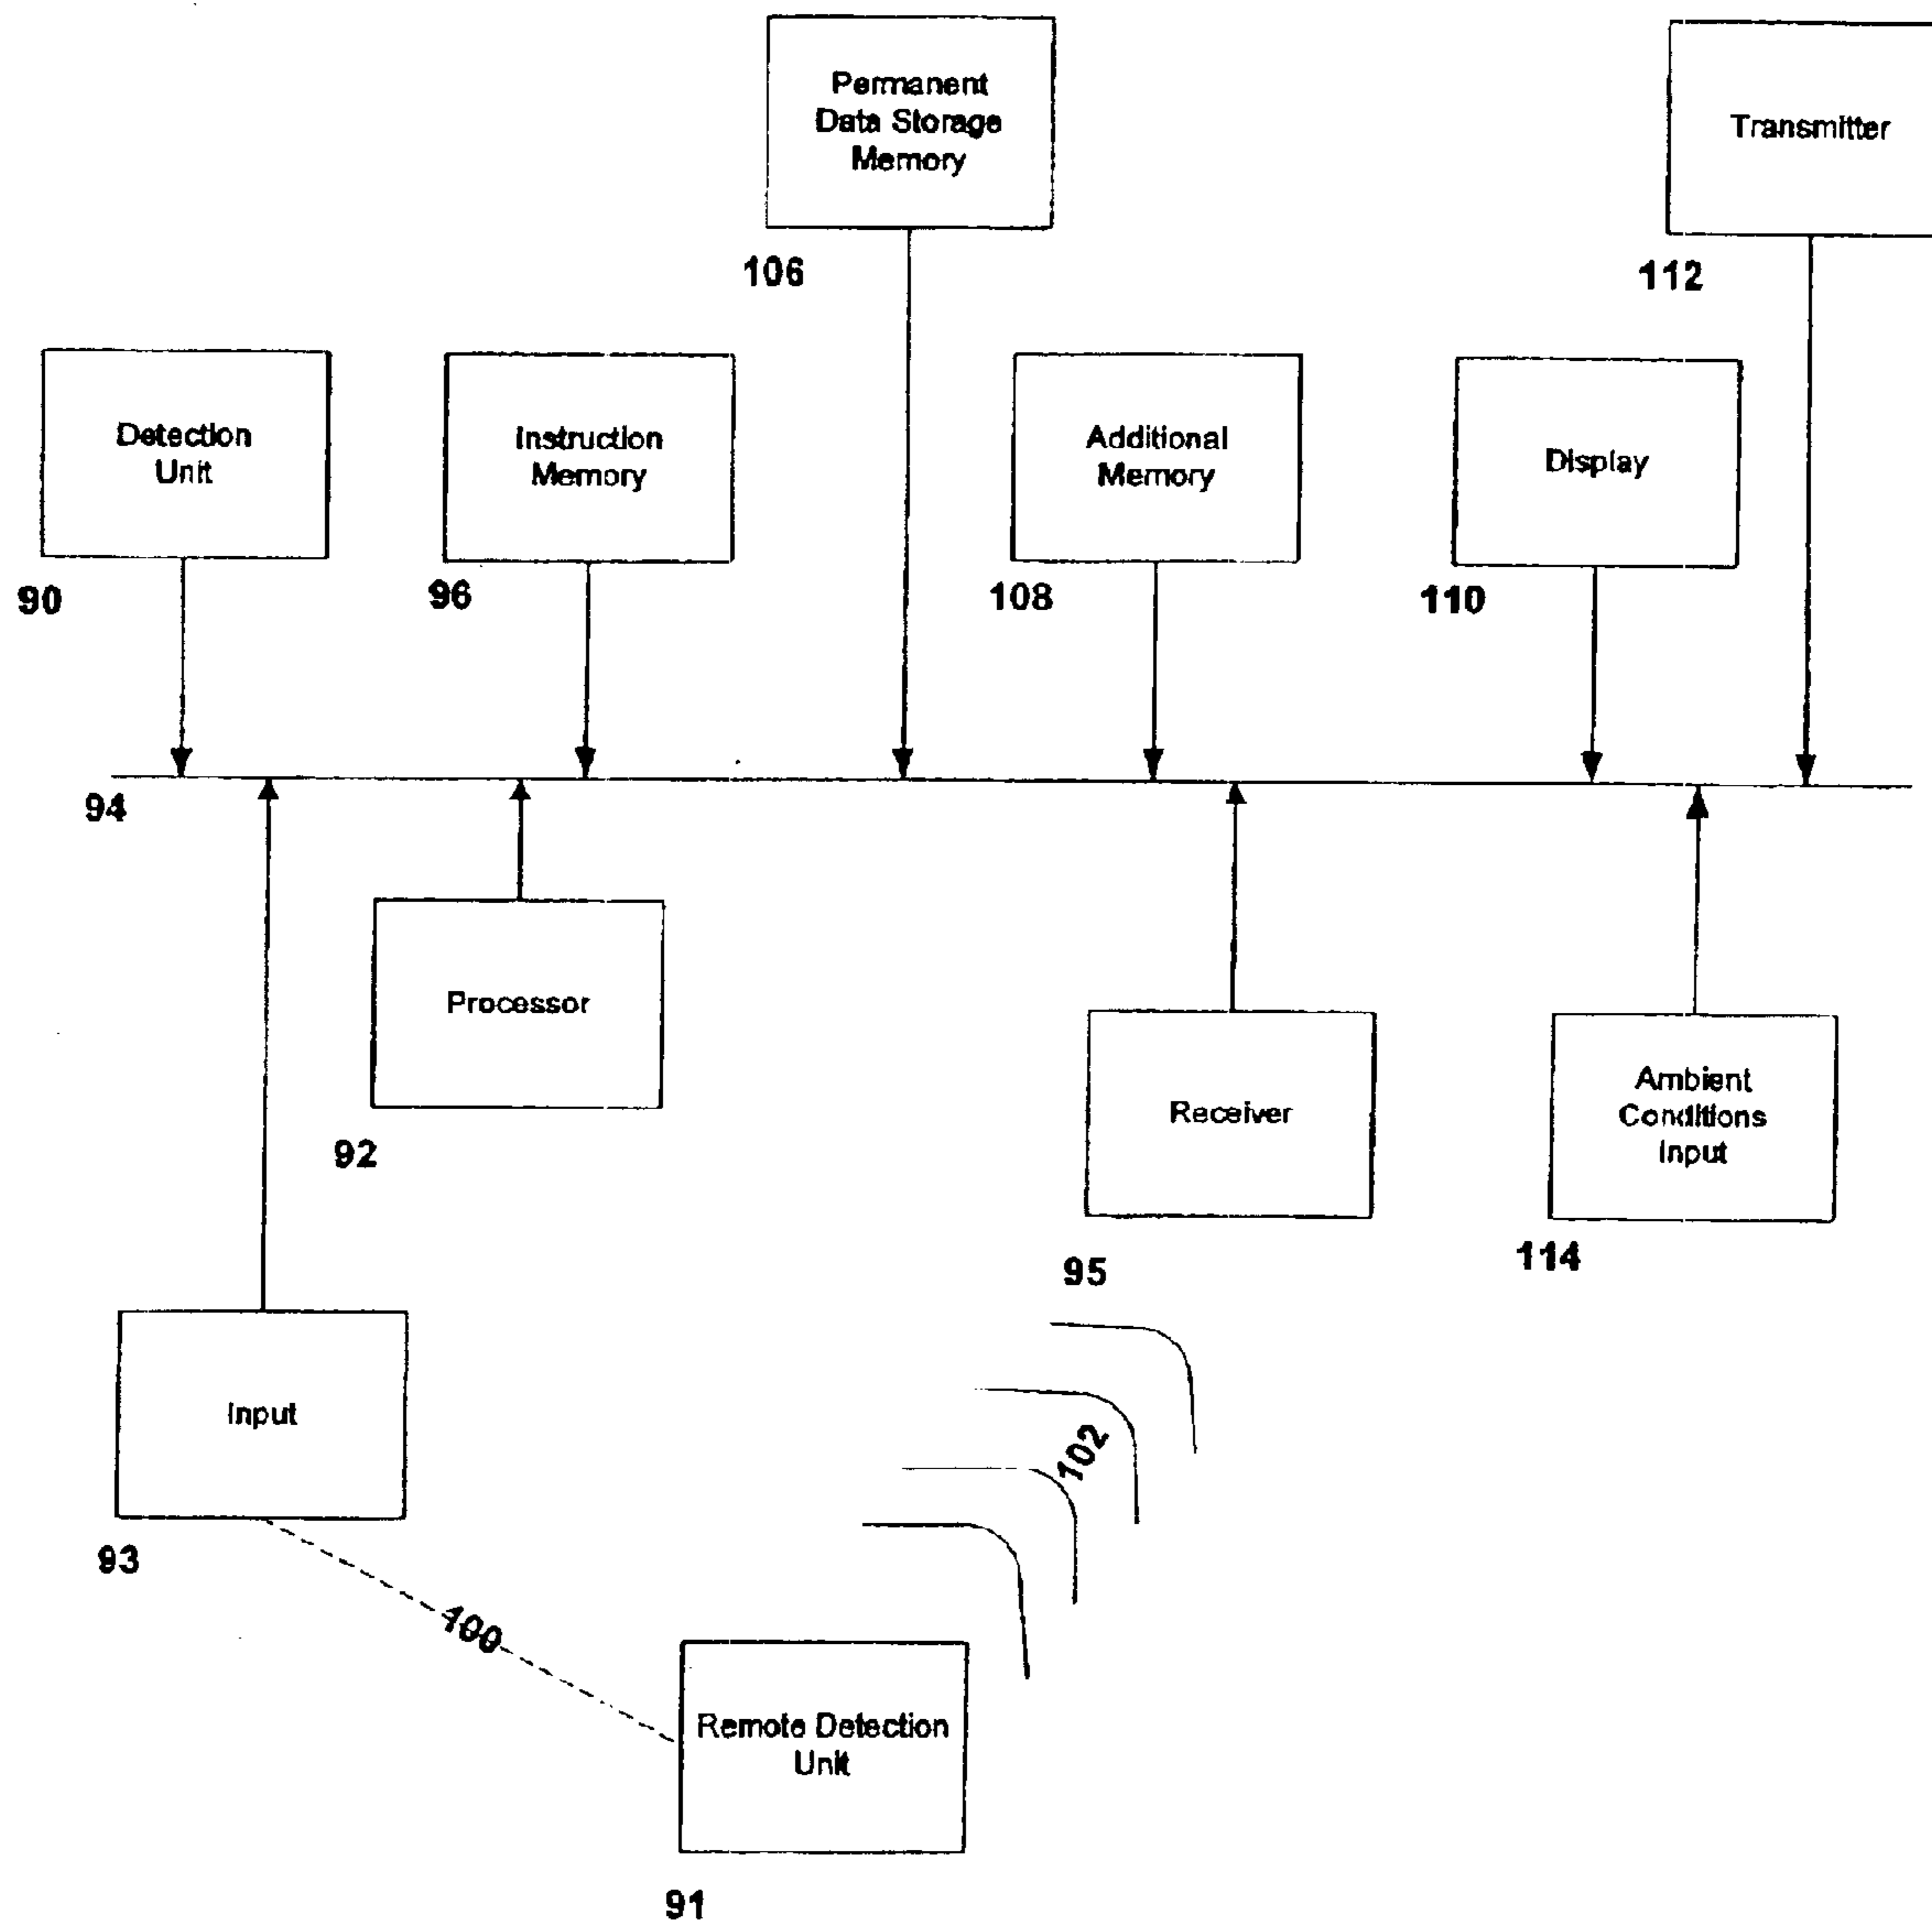 Permanent
Data Storage
Memory
106
Transmitter
112
Detection
Unit
90
Instruction
Memory
96
Additional
Memory
108
Display
110
94
Processor
92
Receiver
95
Ambient
Conditions
Input
114
Input
93
102
100
Remote Detection
Unit
91